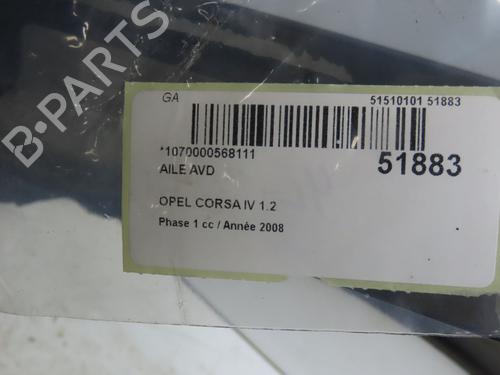 GA
51510101 51883
*1070000568111
51883
AILE AVD
OPEL CORSA IV 1.2
Phase 1 cc / Année 2008
B-PARTS